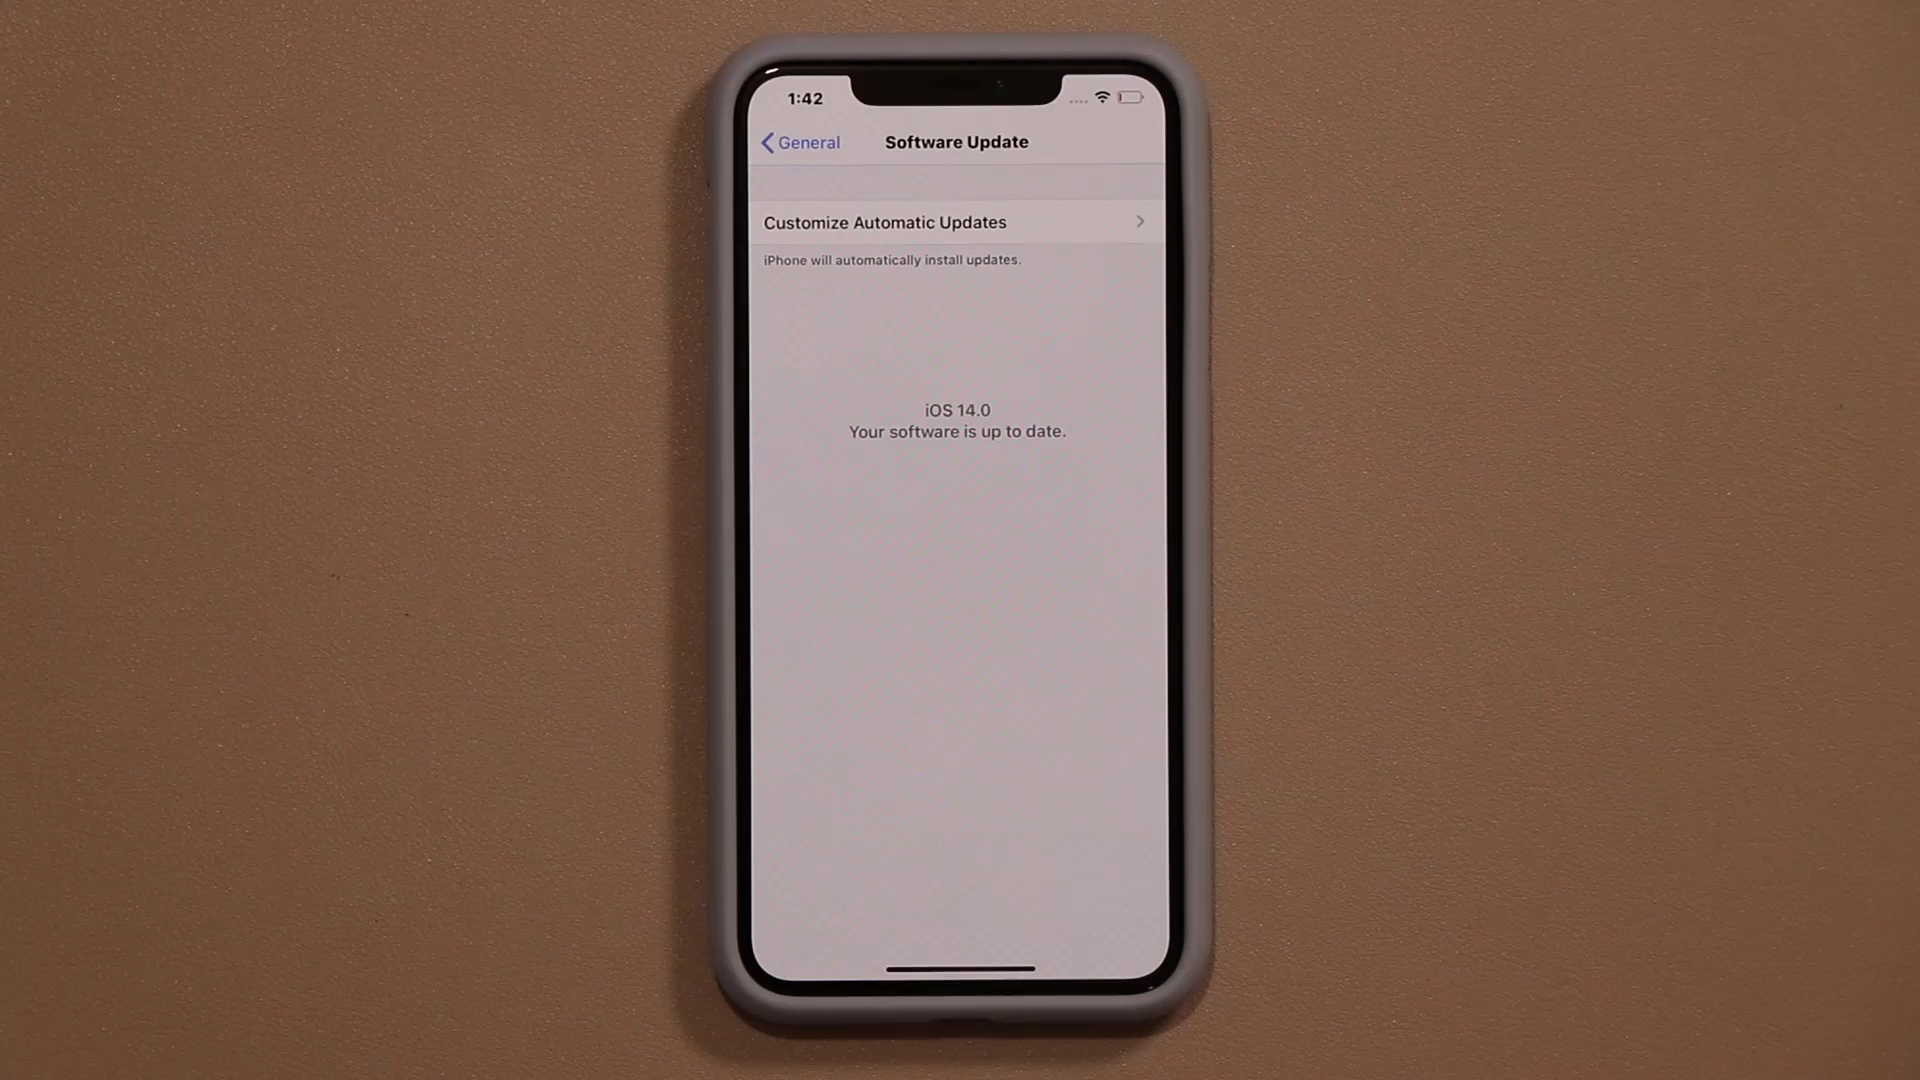 1:42
General
Software Update
Customize Automatic Updates
iPhone will automatically install updates.
iOS 14.0
Your software is up to date.